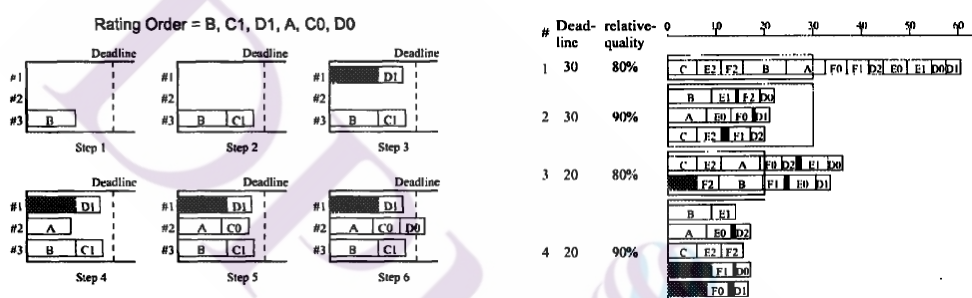 Rating Order = B, C1, D1, A, C0, D0
Deadline
#1
#2
#3 B
Step 1
Deadline
#1
#2
#3 B C1
Step 2
Deadline
#1 D1
#2
#3 B C1
Step 3
Deadline
#1 D1
#2 A
#3 B C1
Step 4
Deadline
#1 D1
#2 A C0
#3 B C1
Step 5
Deadline
#1 D1
#2 A C0 D0
#3 B C1
Step 6
# Dead- relative- 0 10 20 30 40 50 60
line quality
1 30 80% C E2 F2 B A F0 F1 D2 E0 E1 D0 D1
B E1 F2 D0
2 30 90% A E0 F0 D1
C E2 F1 D2
3 20 80% C E2 A F0 D2 E1 D0
F2 B F1 E0 D1
B E1
A E0 D2
4 20 90% C E2 F2
F1 D0
F0 D1